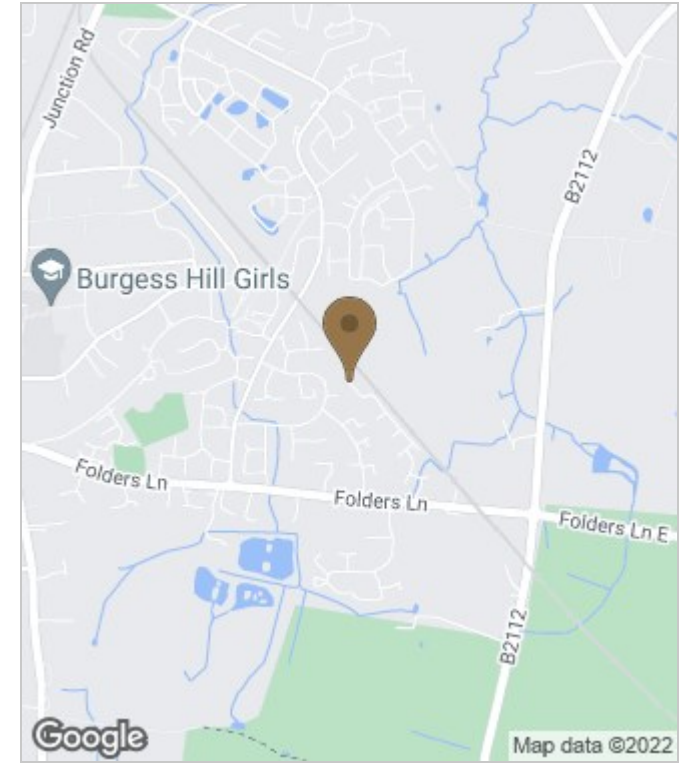 Junction Rd
B2112
Burgess Hill Girls
Folders Ln
Folders Ln
Folders Ln E
B2112
Google
Map data ©2022